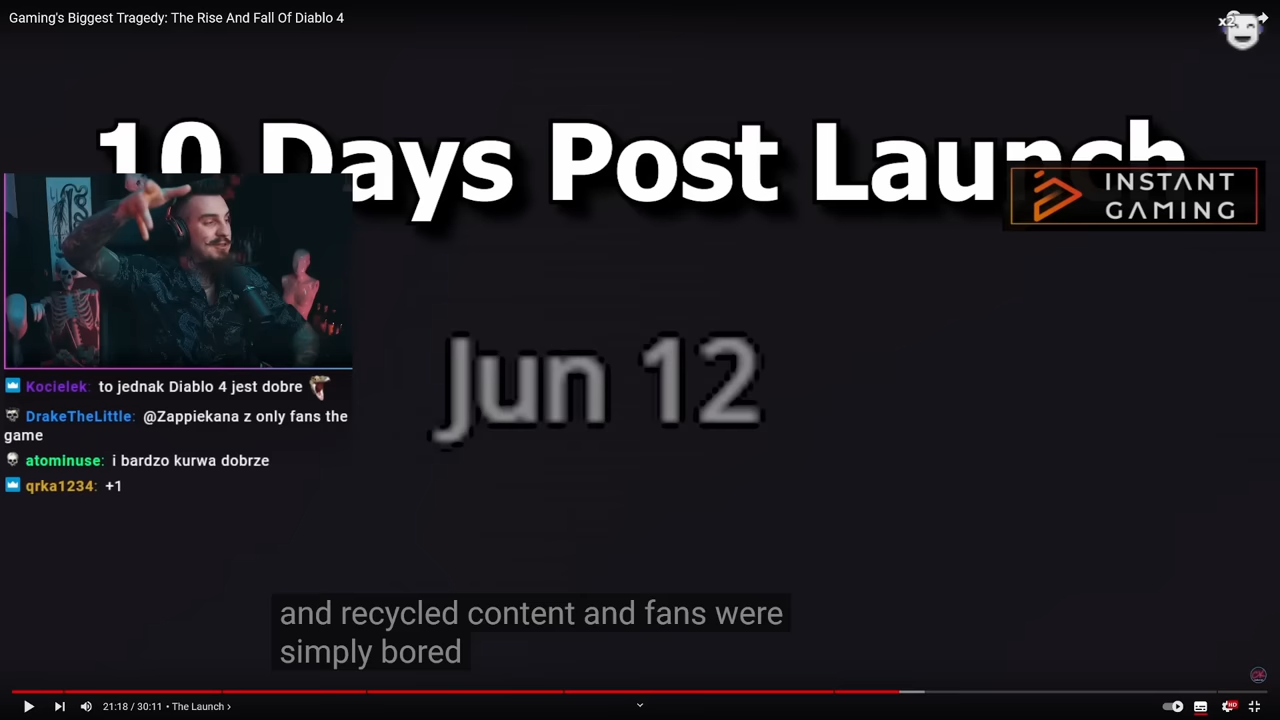 Gaming's Biggest Tragedy: The Rise And Fall Of Diablo 4
x2
10 Days Post Launch
INSTANT
GAMING
Jun 12
Kocielek: to jednak Diablo 4 jest dobre
DrakeTheLittle: @Zappiekana z only fans the
game
atominuse: i bardzo kurwa dobrze
qrka1234: +1
and recycled content and fans were
simply bored
21:18 / 30:11 • The Launch ›
HD